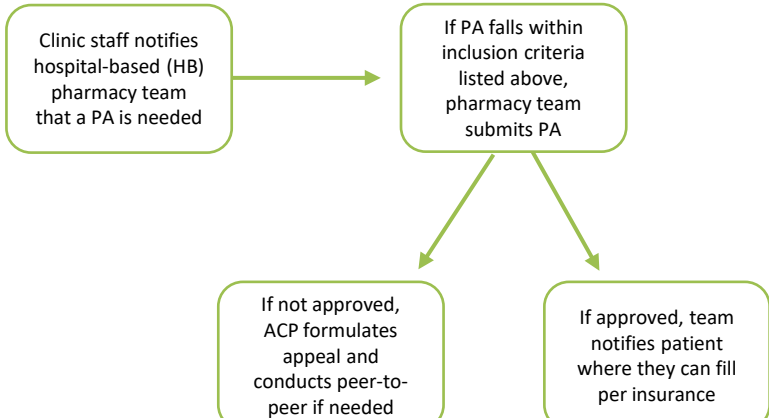 Clinic staff notifies
hospital-based (HB)
pharmacy team
that a PA is needed
If PA falls within
inclusion criteria
listed above,
pharmacy team
submits PA
If not approved,
ACP formulates
appeal and
conducts peer-to-
peer if needed
If approved, team
notifies patient
where they can fill
per insurance